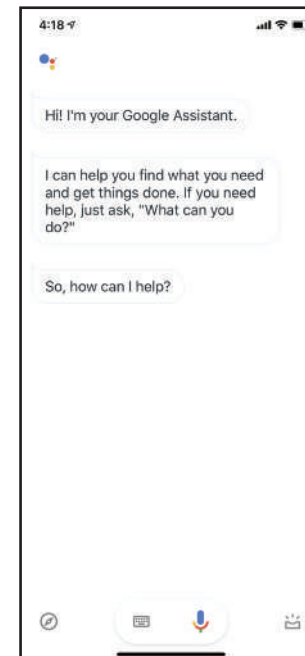 4:18
Hi! I'm your Google Assistant.
I can help you find what you need
and get things done. If you need
help, just ask, "What can you
do?"
So, how can I help?